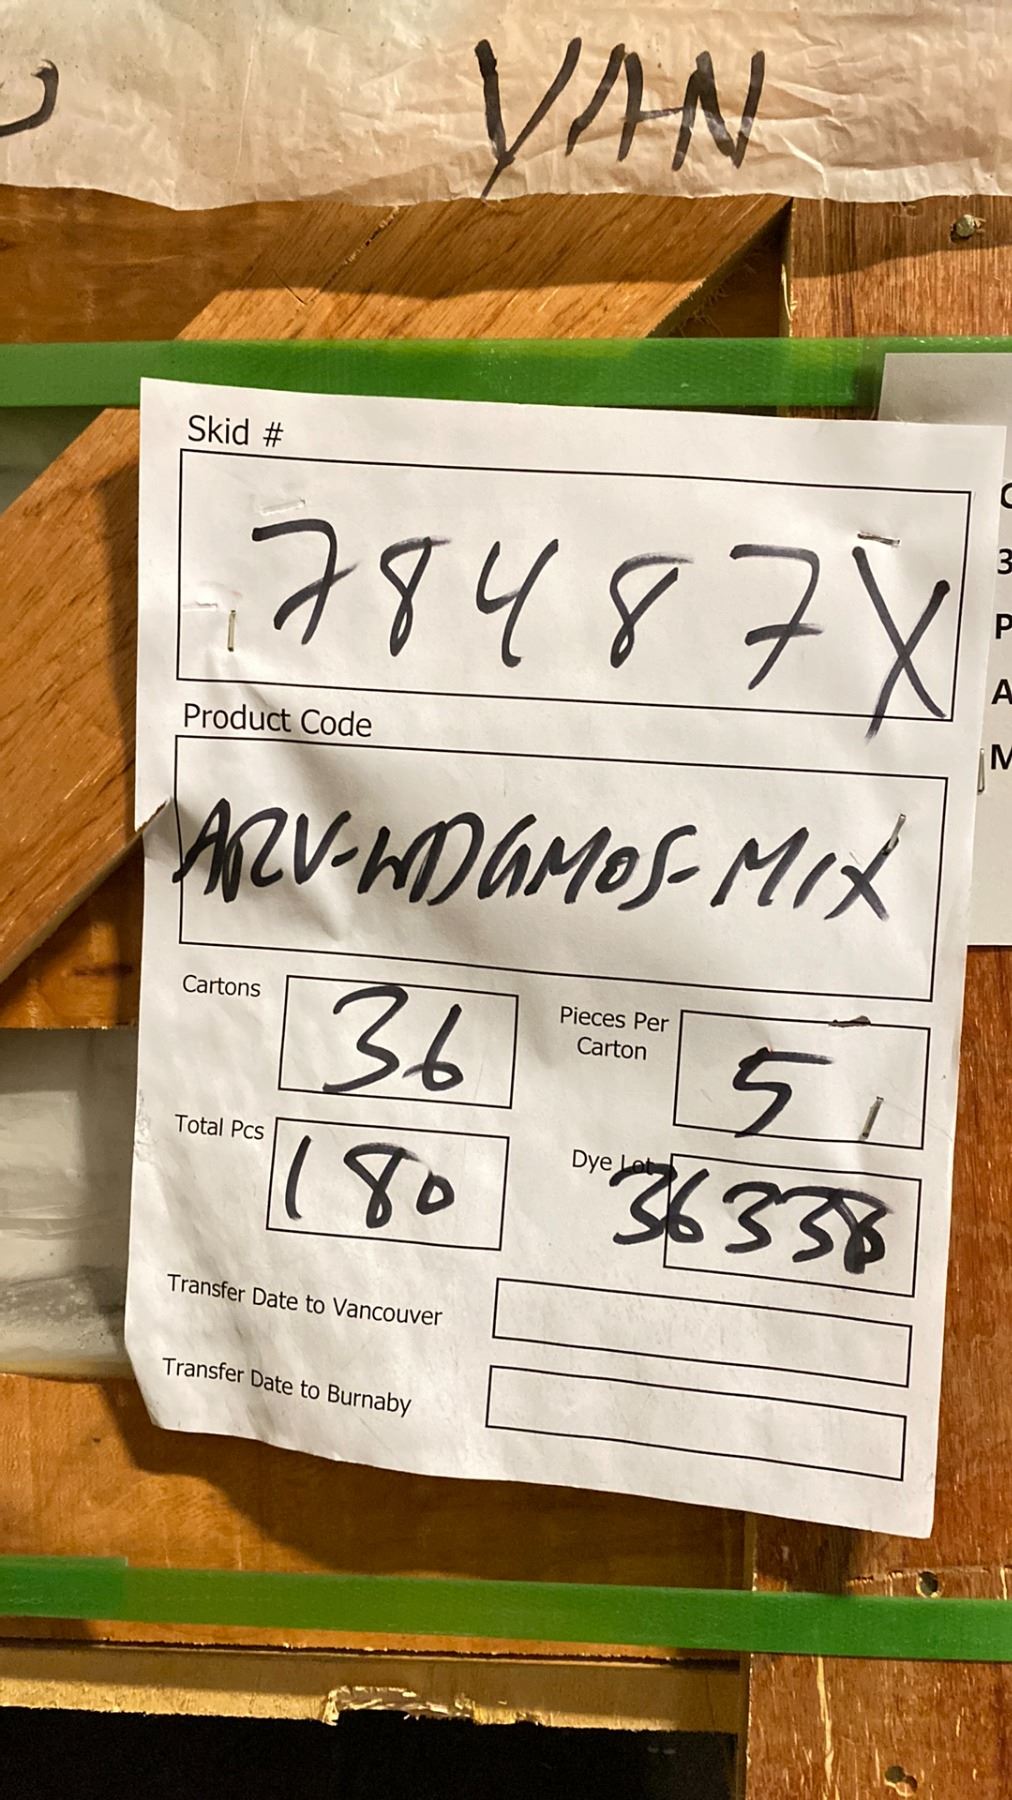 VAN
Skid #
78487X
Product Code
ARV-WDGMOS-MIX
Cartons
36
Pieces Per
Carton
5
Total Pcs
180
Dye Lot
36338
Transfer Date to Vancouver
Transfer Date to Burnaby
C
3
P
A
M